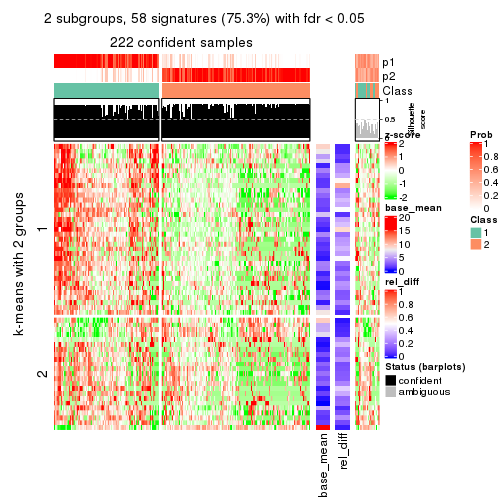 2 subgroups, 58 signatures (75.3%) with fdr < 0.05
222 confident samples
p1
p2
Class
1
0.5
0
Silhouette
score
k-means with 2 groups
1
2
base_mean
rel_diff
z-score
2
1
0
-1
-2
base_mean
20
15
10
5
0
rel_diff
1
0.8
0.6
0.4
0.2
0
Status (barplots)
confident
ambiguous
Prob
1
0.8
0.6
0.4
0.2
0
Class
1
2